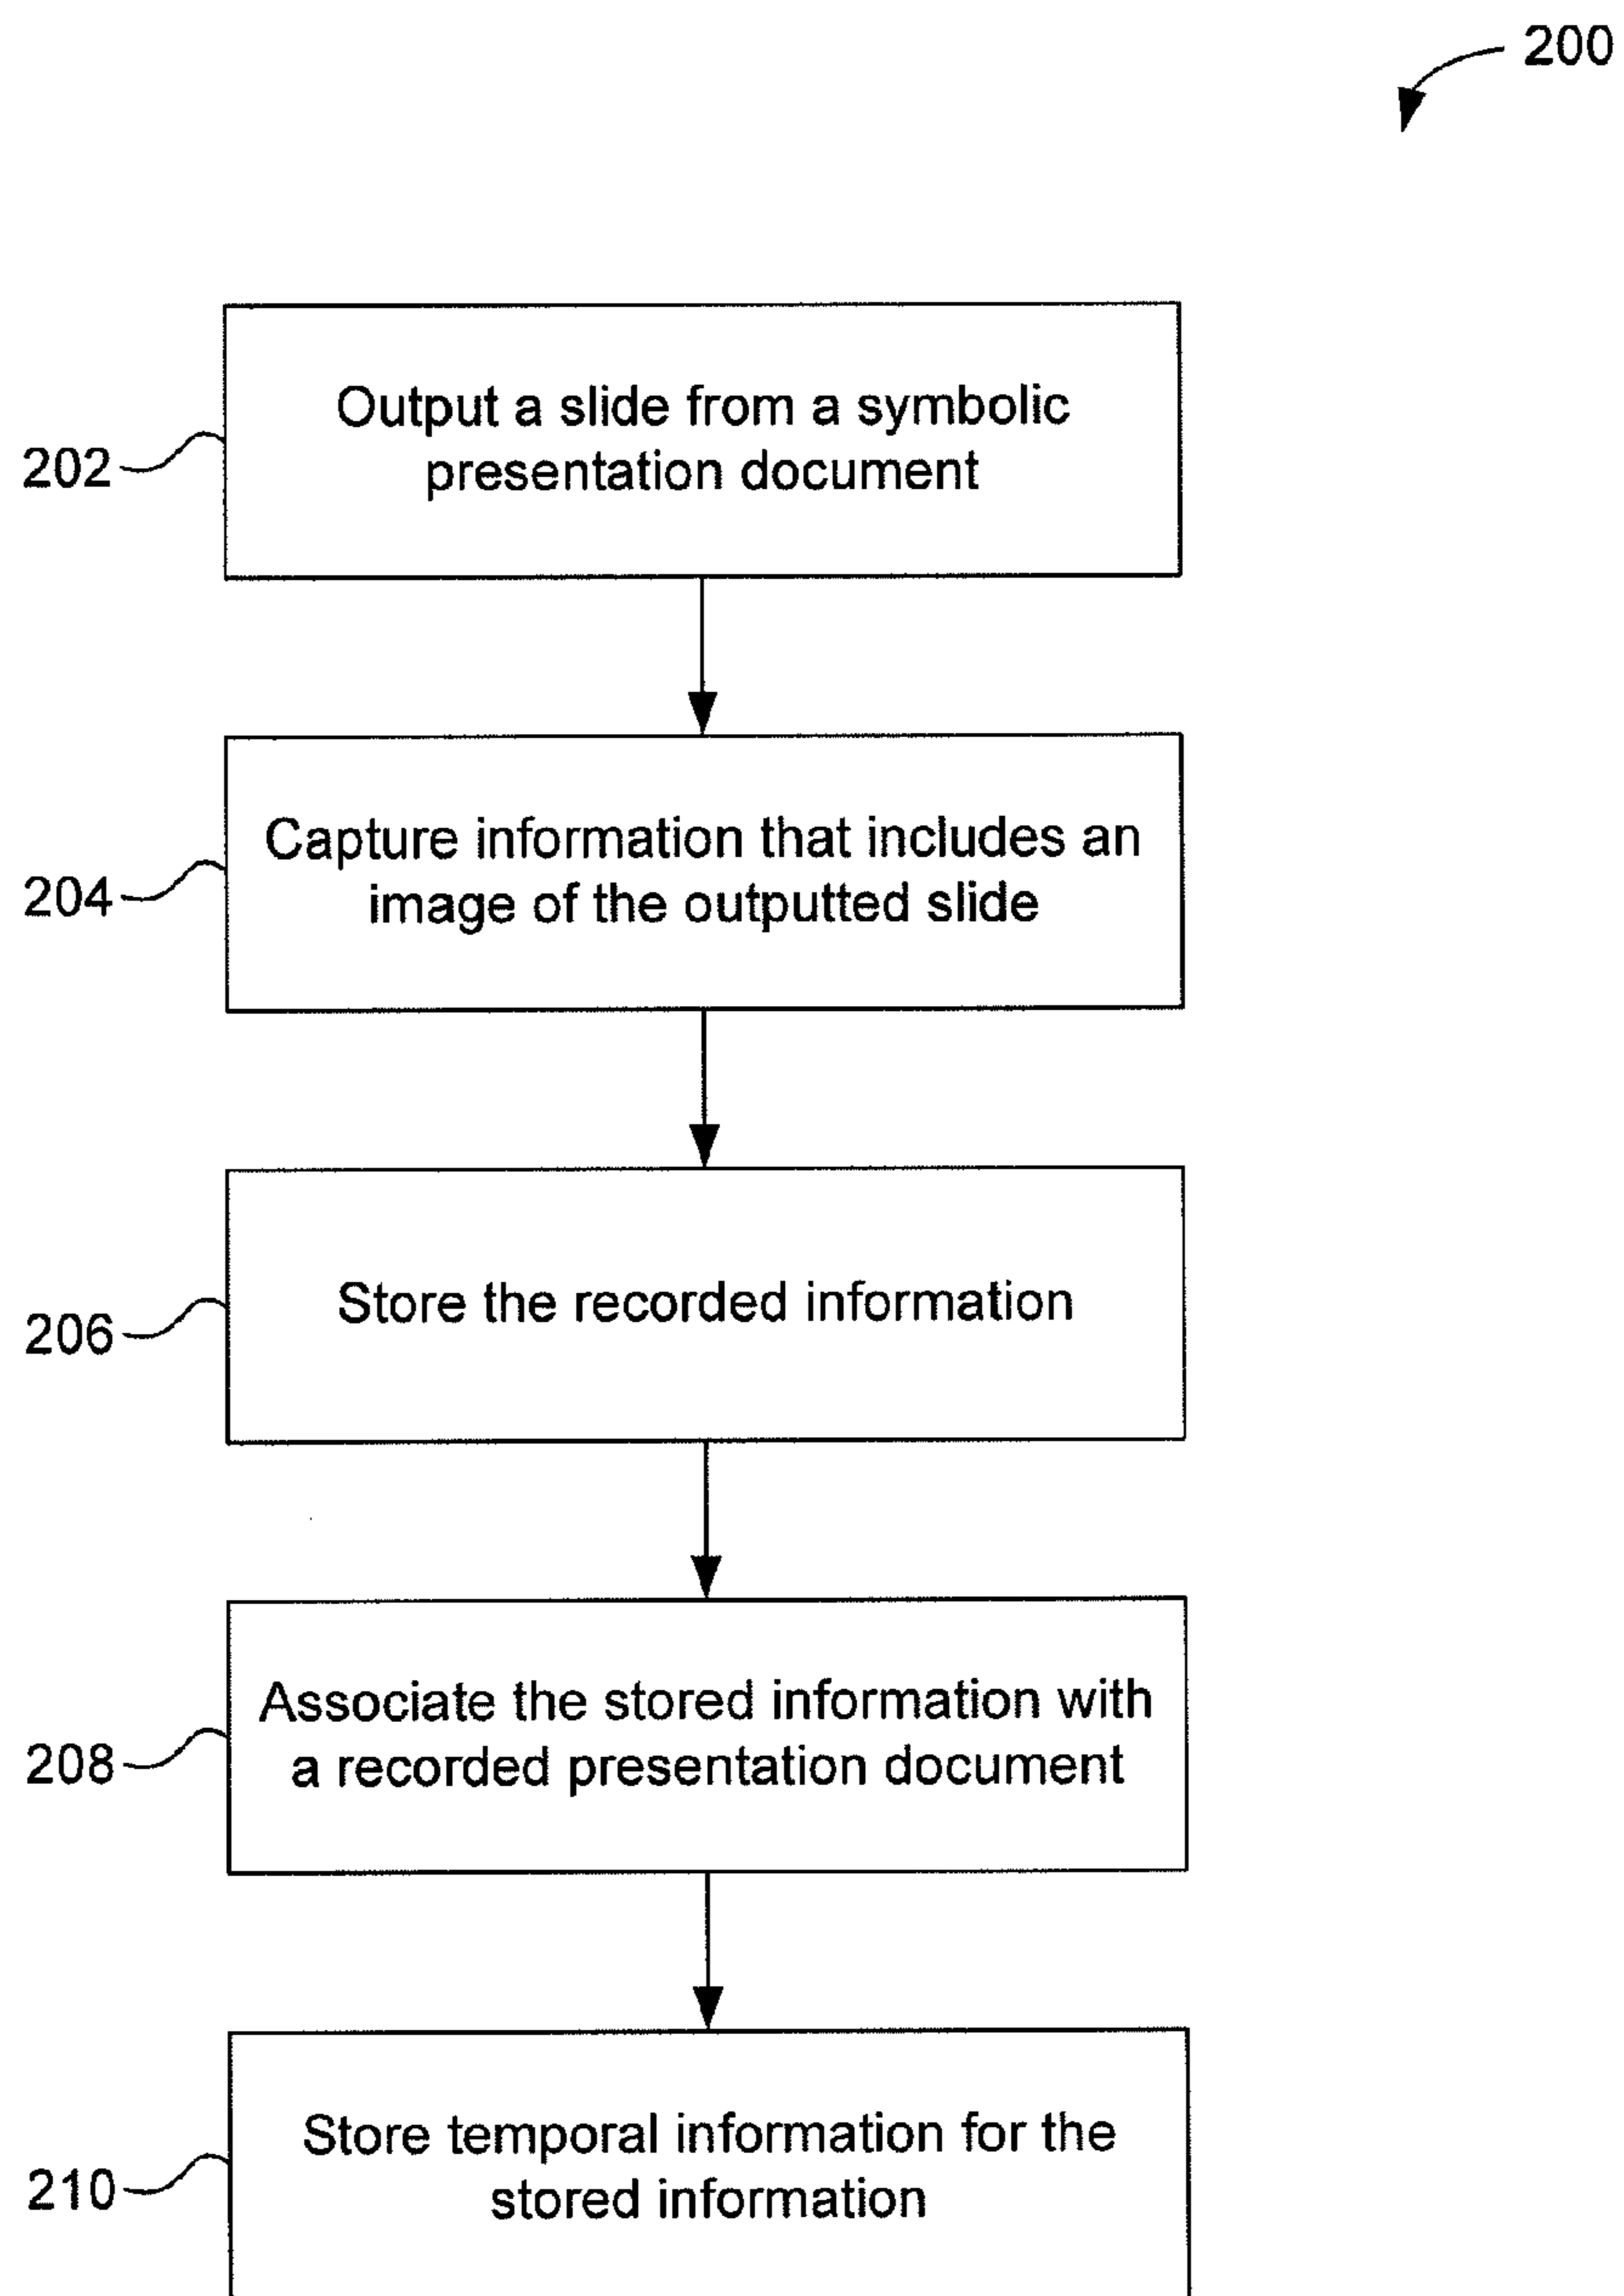 200
Output a slide from a symbolic
presentation document
202
Capture information that includes an
image of the outputted slide
204
Store the recorded information
206
Associate the stored information with
a recorded presentation document
208
Store temporal information for the
stored information
210